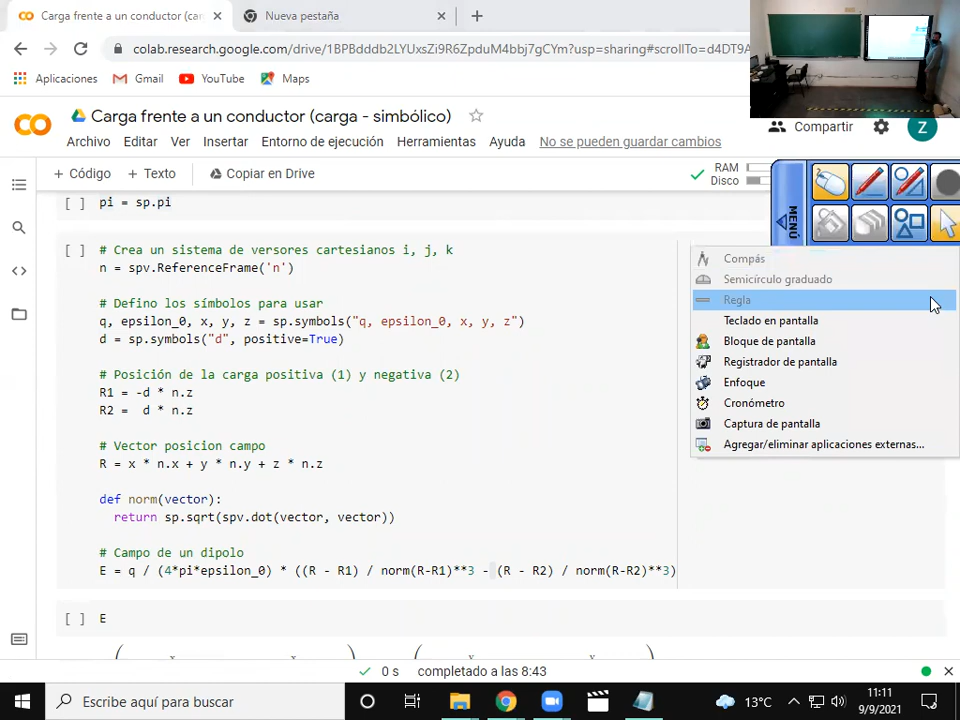 Carga frente a un conductor (car
Nueva pestaña
colab.research.google.com/drive/1BPBdddb2LYUxsZi9R6ZpduM4bbj7gCYm?usp=sharing#scrollTo=d4DT9A
Aplicaciones
Gmail
YouTube
Maps
Carga frente a un conductor (carga - simbólico)
Archivo Editar Ver Insertar Entorno de ejecución Herramientas Ayuda No se pueden guardar cambios
Compartir
Z
+ Código + Texto Copiar en Drive
RAM
Disco
MENÚ
[ ] pi = sp.pi
[ ] # Crea un sistema de versores cartesianos i, j, k
n = spv.ReferenceFrame('n')
# Defino los símbolos para usar
q, epsilon_0, x, y, z = sp.symbols("q, epsilon_0, x, y, z")
d = sp.symbols("d", positive=True)
# Posición de la carga positiva (1) y negativa (2)
R1 = -d * n.z
R2 =  d * n.z
# Vector posicion campo
R = x * n.x + y * n.y + z * n.z
def norm(vector):
return sp.sqrt(spv.dot(vector, vector))
# Campo de un dipolo
E = q / (4*pi*epsilon_0) * ((R - R1) / norm(R-R1)**3 - (R - R2) / norm(R-R2)**3)
[ ] E
Compás
Semicírculo graduado
Regla
Teclado en pantalla
Bloque de pantalla
Registrador de pantalla
Enfoque
Cronómetro
Captura de pantalla
Agregar/eliminar aplicaciones externas...
0 s completado a las 8:43
Escribe aquí para buscar
13°C
11:11
9/9/2021